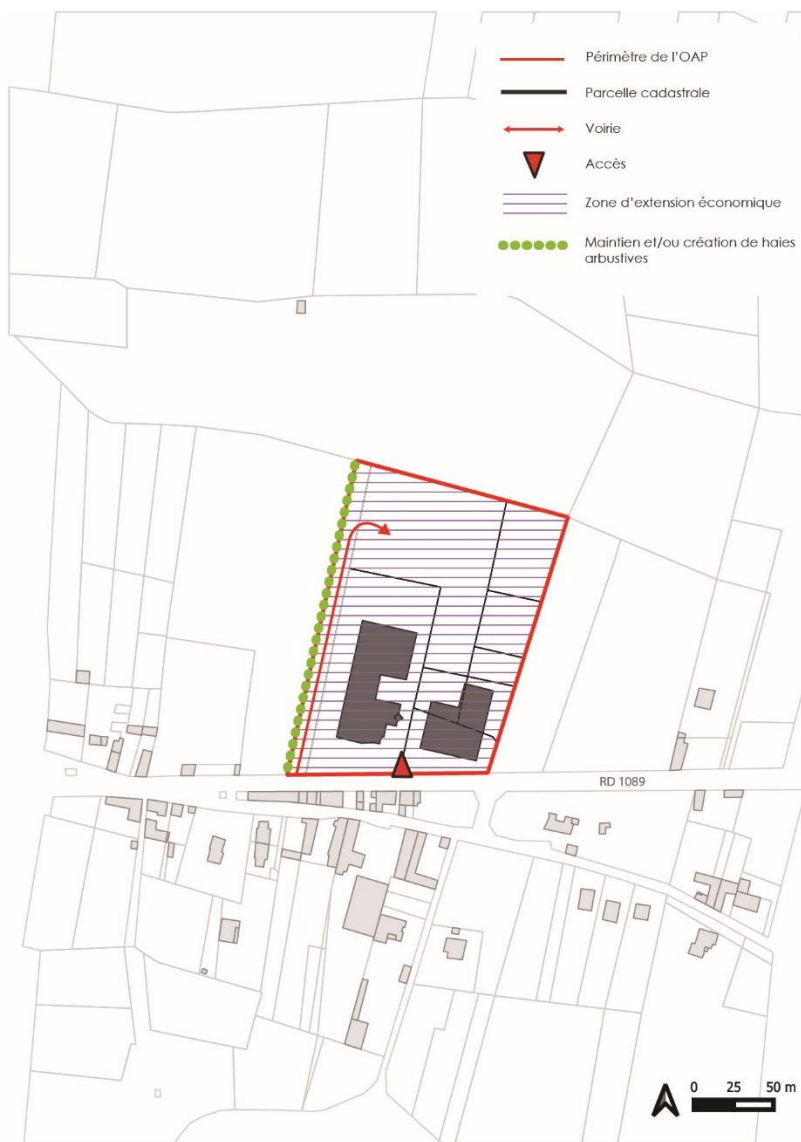 Périmètre de l'OAP
Parcelle cadastrale
Voirie
Accès
Zone d'extension économique
Maintien et/ou création de haies
arbustives
RD 1089
0 25 50 m